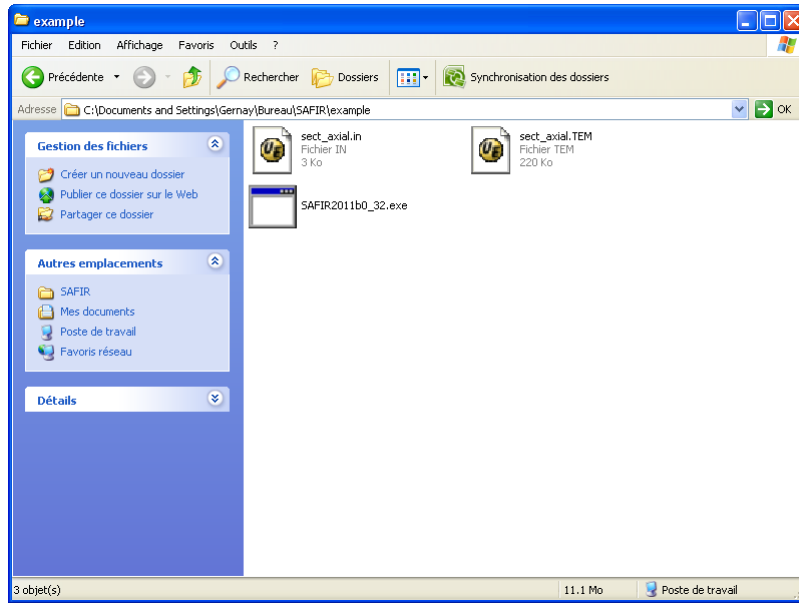 example
Fichier Edition Affichage Favoris Outils ?
Précédente Rechercher Dossiers Synchronisation des dossiers
Adresse C:\Documents and Settings\Gernay\Bureau\SAFIR\example OK
Gestion des fichiers
Créer un nouveau dossier
Publier ce dossier sur le Web
Partager ce dossier
Autres emplacements
SAFIR
Mes documents
Poste de travail
Favoris réseau
Détails
sect_axial.in
Fichier IN
3 Ko
sect_axial.TEM
Fichier TEM
220 Ko
SAFIR2011b0_32.exe
3 objet(s) 11.1 Mo Poste de travail